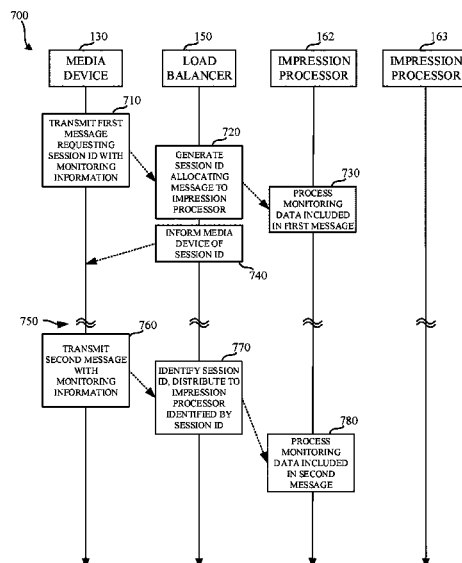 700
130
150
162
163
MEDIA
DEVICE
LOAD
BALANCER
IMPRESSION
PROCESSOR
IMPRESSION
PROCESSOR
710
TRANSMIT FIRST
MESSAGE
REQUESTING
SESSION ID WITH
MONITORING
INFORMATION
720
GENERATE
SESSION ID
ALLOCATING
MESSAGE TO
IMPRESSION
PROCESSOR
730
PROCESS
MONITORING
DATA INCLUDED
IN FIRST MESSAGE
INFORM MEDIA
DEVICE OF
SESSION ID
740
750
760
TRANSMIT
SECOND MESSAGE
WITH
MONITORING
INFORMATION
770
IDENTIFY SESSION
ID, DISTRIBUTE TO
IMPRESSION
PROCESSOR
IDENTIFIED BY
SESSION ID
780
PROCESS
MONITORING
DATA INCLUDED
IN SECOND
MESSAGE